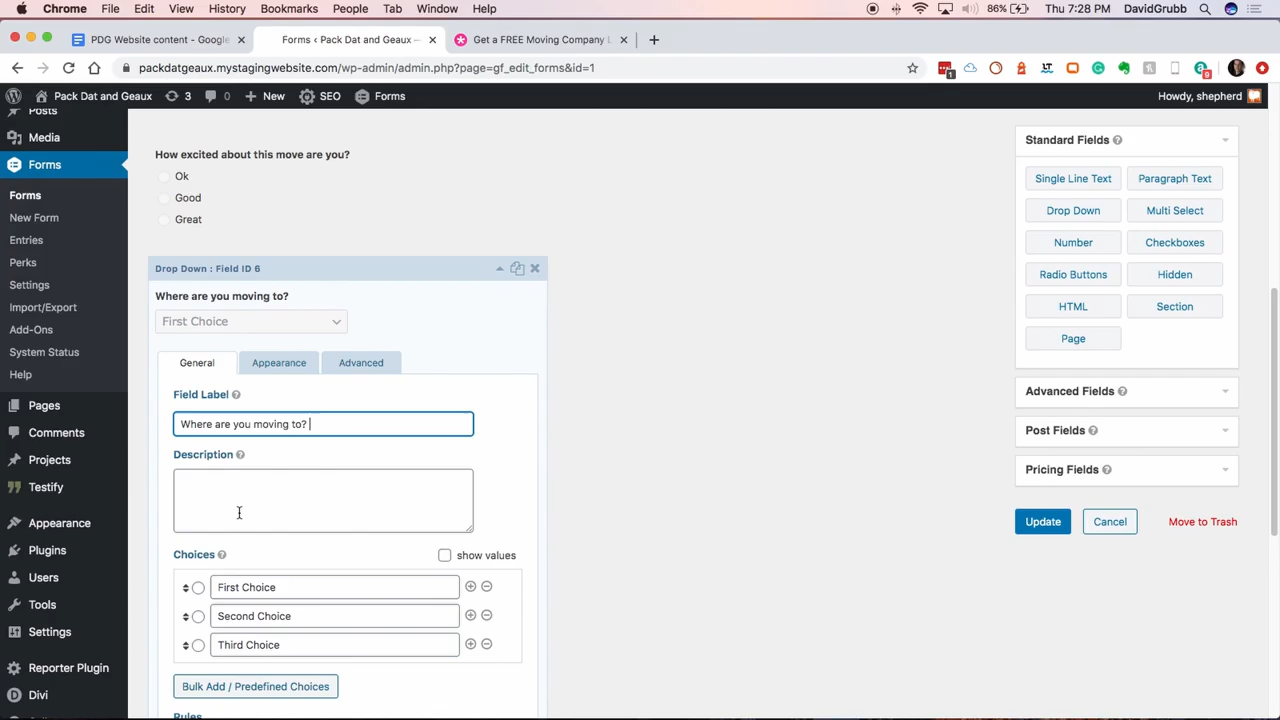 Chrome File Edit View History Bookmarks People Tab Window Help 86% Thu 7:28 PM DavidGrubb
PDG Website content - Google
Forms ‹ Pack Dat and Geaux —
Get a FREE Moving Company L
packdatgeaux.mystagingwebsite.com/wp-admin/admin.php?page=gf_edit_forms&id=1
Pack Dat and Geaux 3 0 New SEO Forms Howdy, shepherd
Posts
Media
Forms
Forms
New Form
Entries
Perks
Settings
Import/Export
Add-Ons
System Status
Help
Pages
Comments
Projects
Testify
Appearance
Plugins
Users
Tools
Settings
Reporter Plugin
Divi
How excited about this move are you?
Ok
Good
Great
Drop Down : Field ID 6
Where are you moving to?
First Choice
General Appearance Advanced
Field Label
Where are you moving to?
Description
Choices show values
First Choice
Second Choice
Third Choice
Bulk Add / Predefined Choices
Rules
Standard Fields
Single Line Text Paragraph Text
Drop Down Multi Select
Number Checkboxes
Radio Buttons Hidden
HTML Section
Page
Advanced Fields
Post Fields
Pricing Fields
Update Cancel Move to Trash